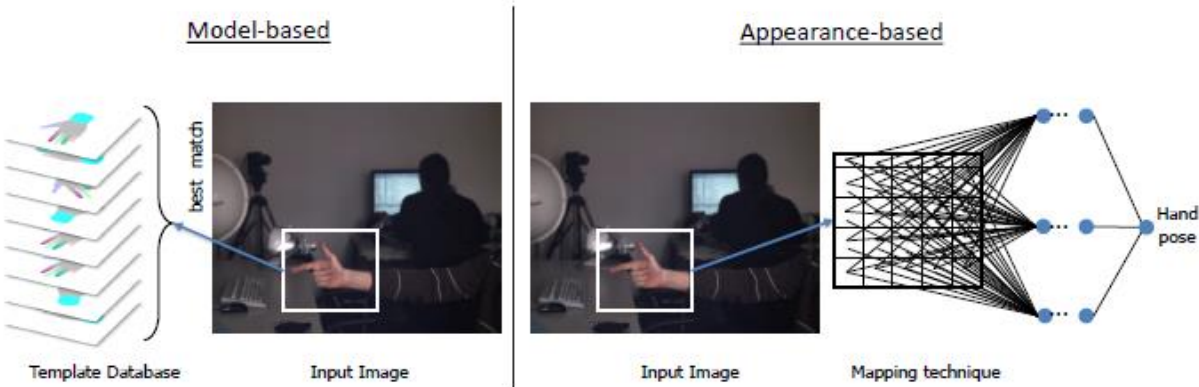 Model-based
best match
Template Database
Input Image
Appearance-based
Hand
pose
Input Image
Mapping technique